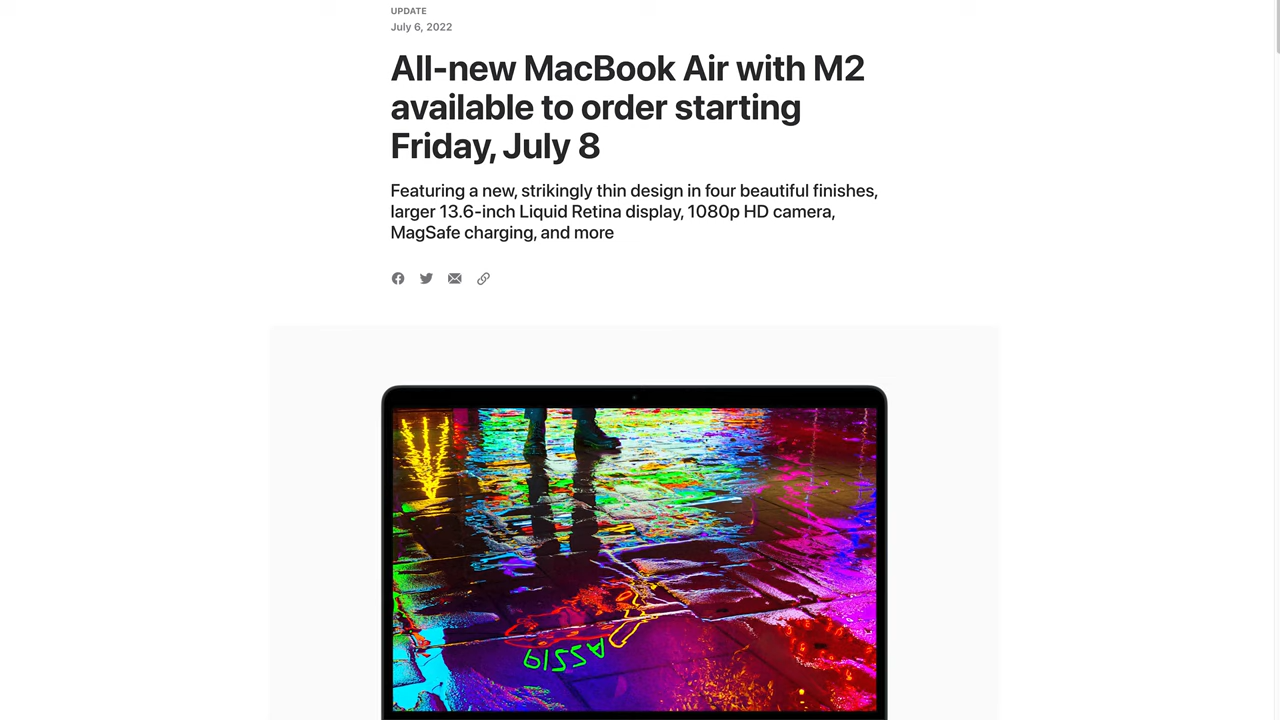 UPDATE
July 6, 2022
All-new MacBook Air with M2
available to order starting
Friday, July 8
Featuring a new, strikingly thin design in four beautiful finishes,
larger 13.6-inch Liquid Retina display, 1080p HD camera,
MagSafe charging, and more